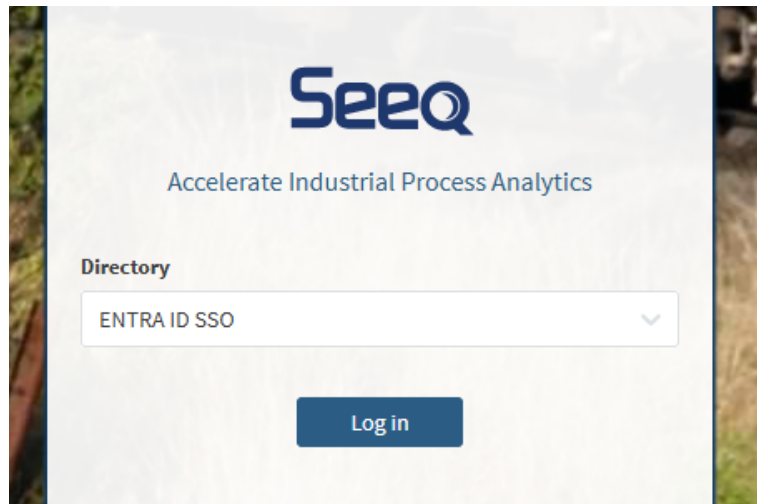 Seeq
Accelerate Industrial Process Analytics
Directory
ENTRA ID SSO
Log in